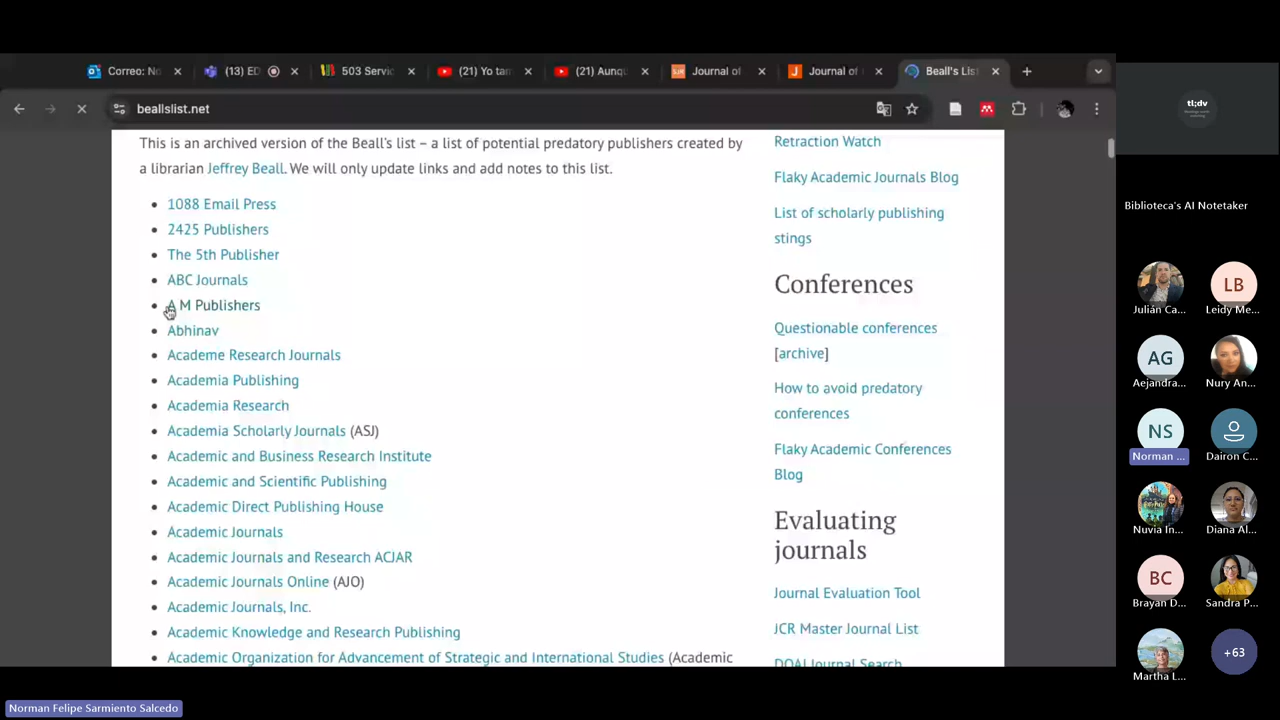 Correo: No
(13) ED
503 Servic
(21) Yo tam
(21) Aunqu
Journal of
Journal of
Beall's List
beallslist.net
This is an archived version of the Beall's list – a list of potential predatory publishers created by
a librarian Jeffrey Beall. We will only update links and add notes to this list.
1088 Email Press
2425 Publishers
The 5th Publisher
ABC Journals
A M Publishers
Abhinav
Academe Research Journals
Academia Publishing
Academia Research
Academia Scholarly Journals (ASJ)
Academic and Business Research Institute
Academic and Scientific Publishing
Academic Direct Publishing House
Academic Journals
Academic Journals and Research ACJAR
Academic Journals Online (AJO)
Academic Journals, Inc.
Academic Knowledge and Research Publishing
Academic Organization for Advancement of Strategic and International Studies (Academic
Retraction Watch
Flaky Academic Journals Blog
List of scholarly publishing
stings
Conferences
Questionable conferences
[archive]
How to avoid predatory
conferences
Flaky Academic Conferences
Blog
Evaluating
journals
Journal Evaluation Tool
JCR Master Journal List
DOAJ Journal Search
tl;dv
Biblioteca's AI Notetaker
Julián Ca...
LB
Leidy Me...
AG
Aejandra...
Nury An...
NS
Norman ...
Dairon C...
Nuvia In...
Diana Al...
BC
Brayan D...
Sandra P...
Martha L...
+63
Norman Felipe Sarmiento Salcedo